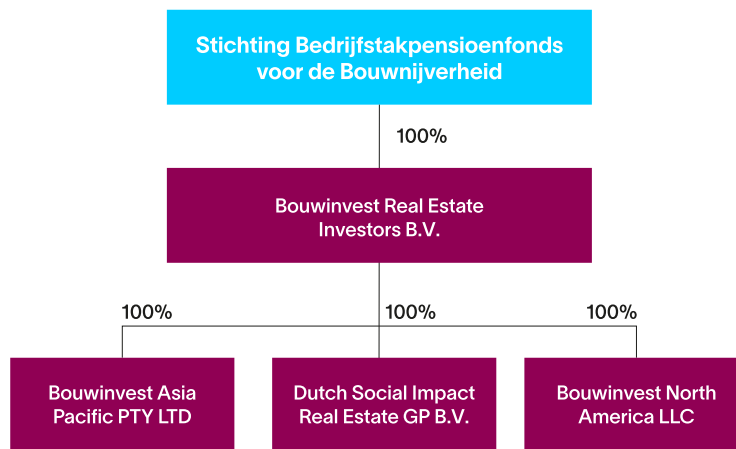 Stichting Bedrijfstakpensioenfonds
voor de Bouwnijverheid
100%
Bouwinvest Real Estate
Investors B.V.
100%
100%
100%
Bouwinvest Asia
Pacific PTY LTD
Dutch Social Impact
Real Estate GP B.V.
Bouwinvest North
America LLC